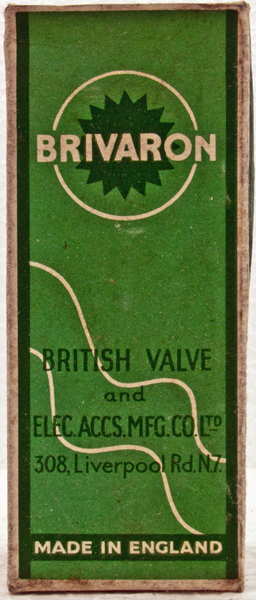 BRIVARON
BRITISH VALVE
and
ELEC.ACCS.MFG.CO.LTD
308, Liverpool Rd. N.7.
MADE IN ENGLAND